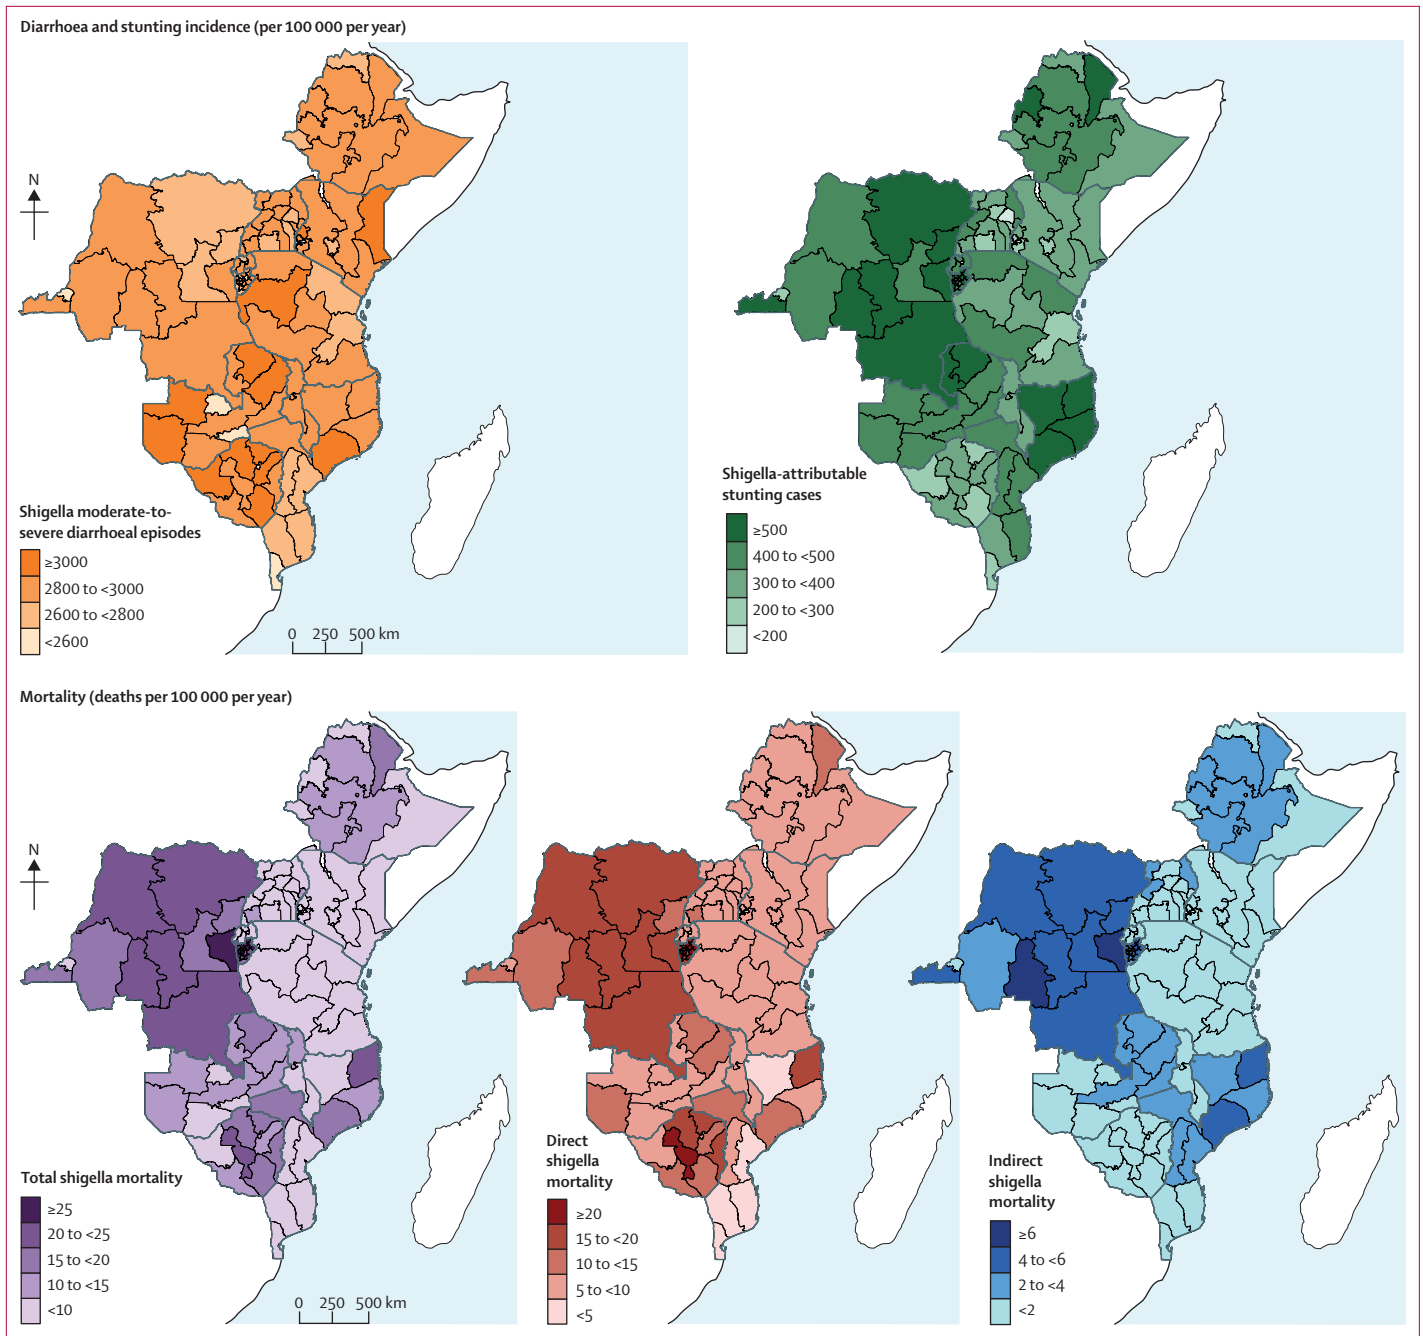 Diarrhoea and stunting incidence (per 100 000 per year)
N
Shigella moderate-to-
severe diarrhoeal episodes
≥3000
2800 to <3000
2600 to <2800
<2600
0 250 500 km
Shigella-attributable
stunting cases
≥500
400 to <500
300 to <400
200 to <300
<200
Mortality (deaths per 100 000 per year)
N
Total shigella mortality
≥25
20 to <25
15 to <20
10 to <15
<10
0 250 500 km
Direct
shigella
mortality
≥20
15 to <20
10 to <15
5 to <10
<5
Indirect
shigella
mortality
≥6
4 to <6
2 to <4
<2